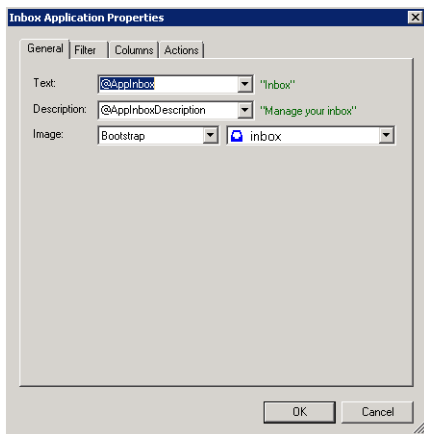 Inbox Application Properties
General Filter Columns Actions
Text: @AppInbox "Inbox"
Description: @AppInboxDescription "Manage your inbox"
Image: Bootstrap inbox
OK Cancel